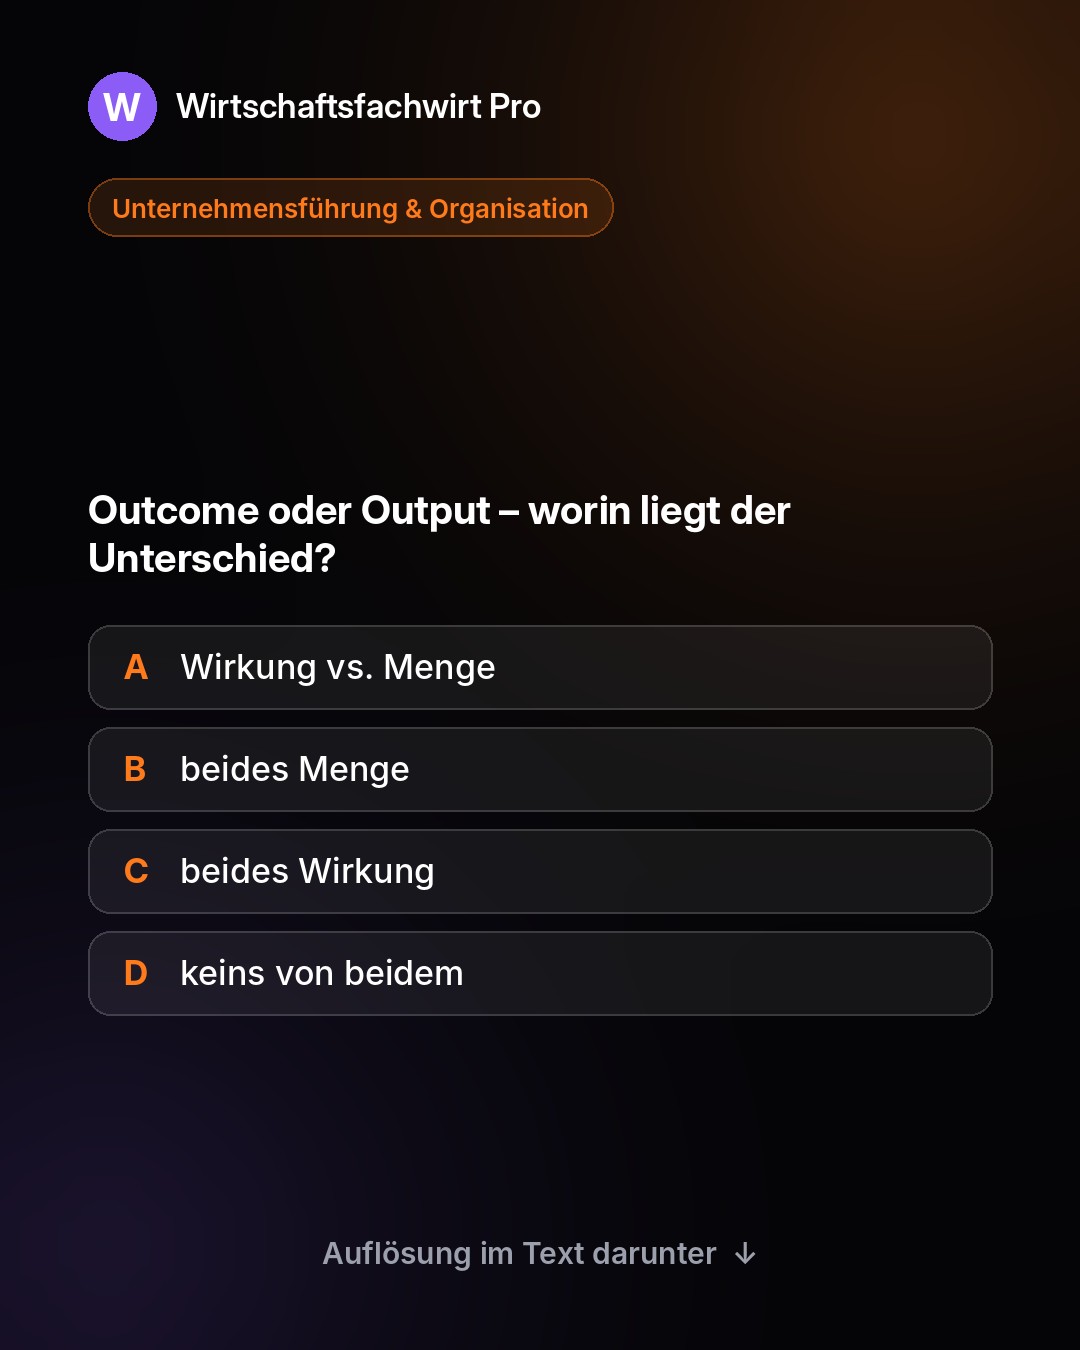 W Wirtschaftsfachwirt Pro
Unternehmensführung & Organisation
Outcome oder Output – worin liegt der
Unterschied?
A Wirkung vs. Menge
B beides Menge
C beides Wirkung
D keins von beidem
Auflösung im Text darunter ↓